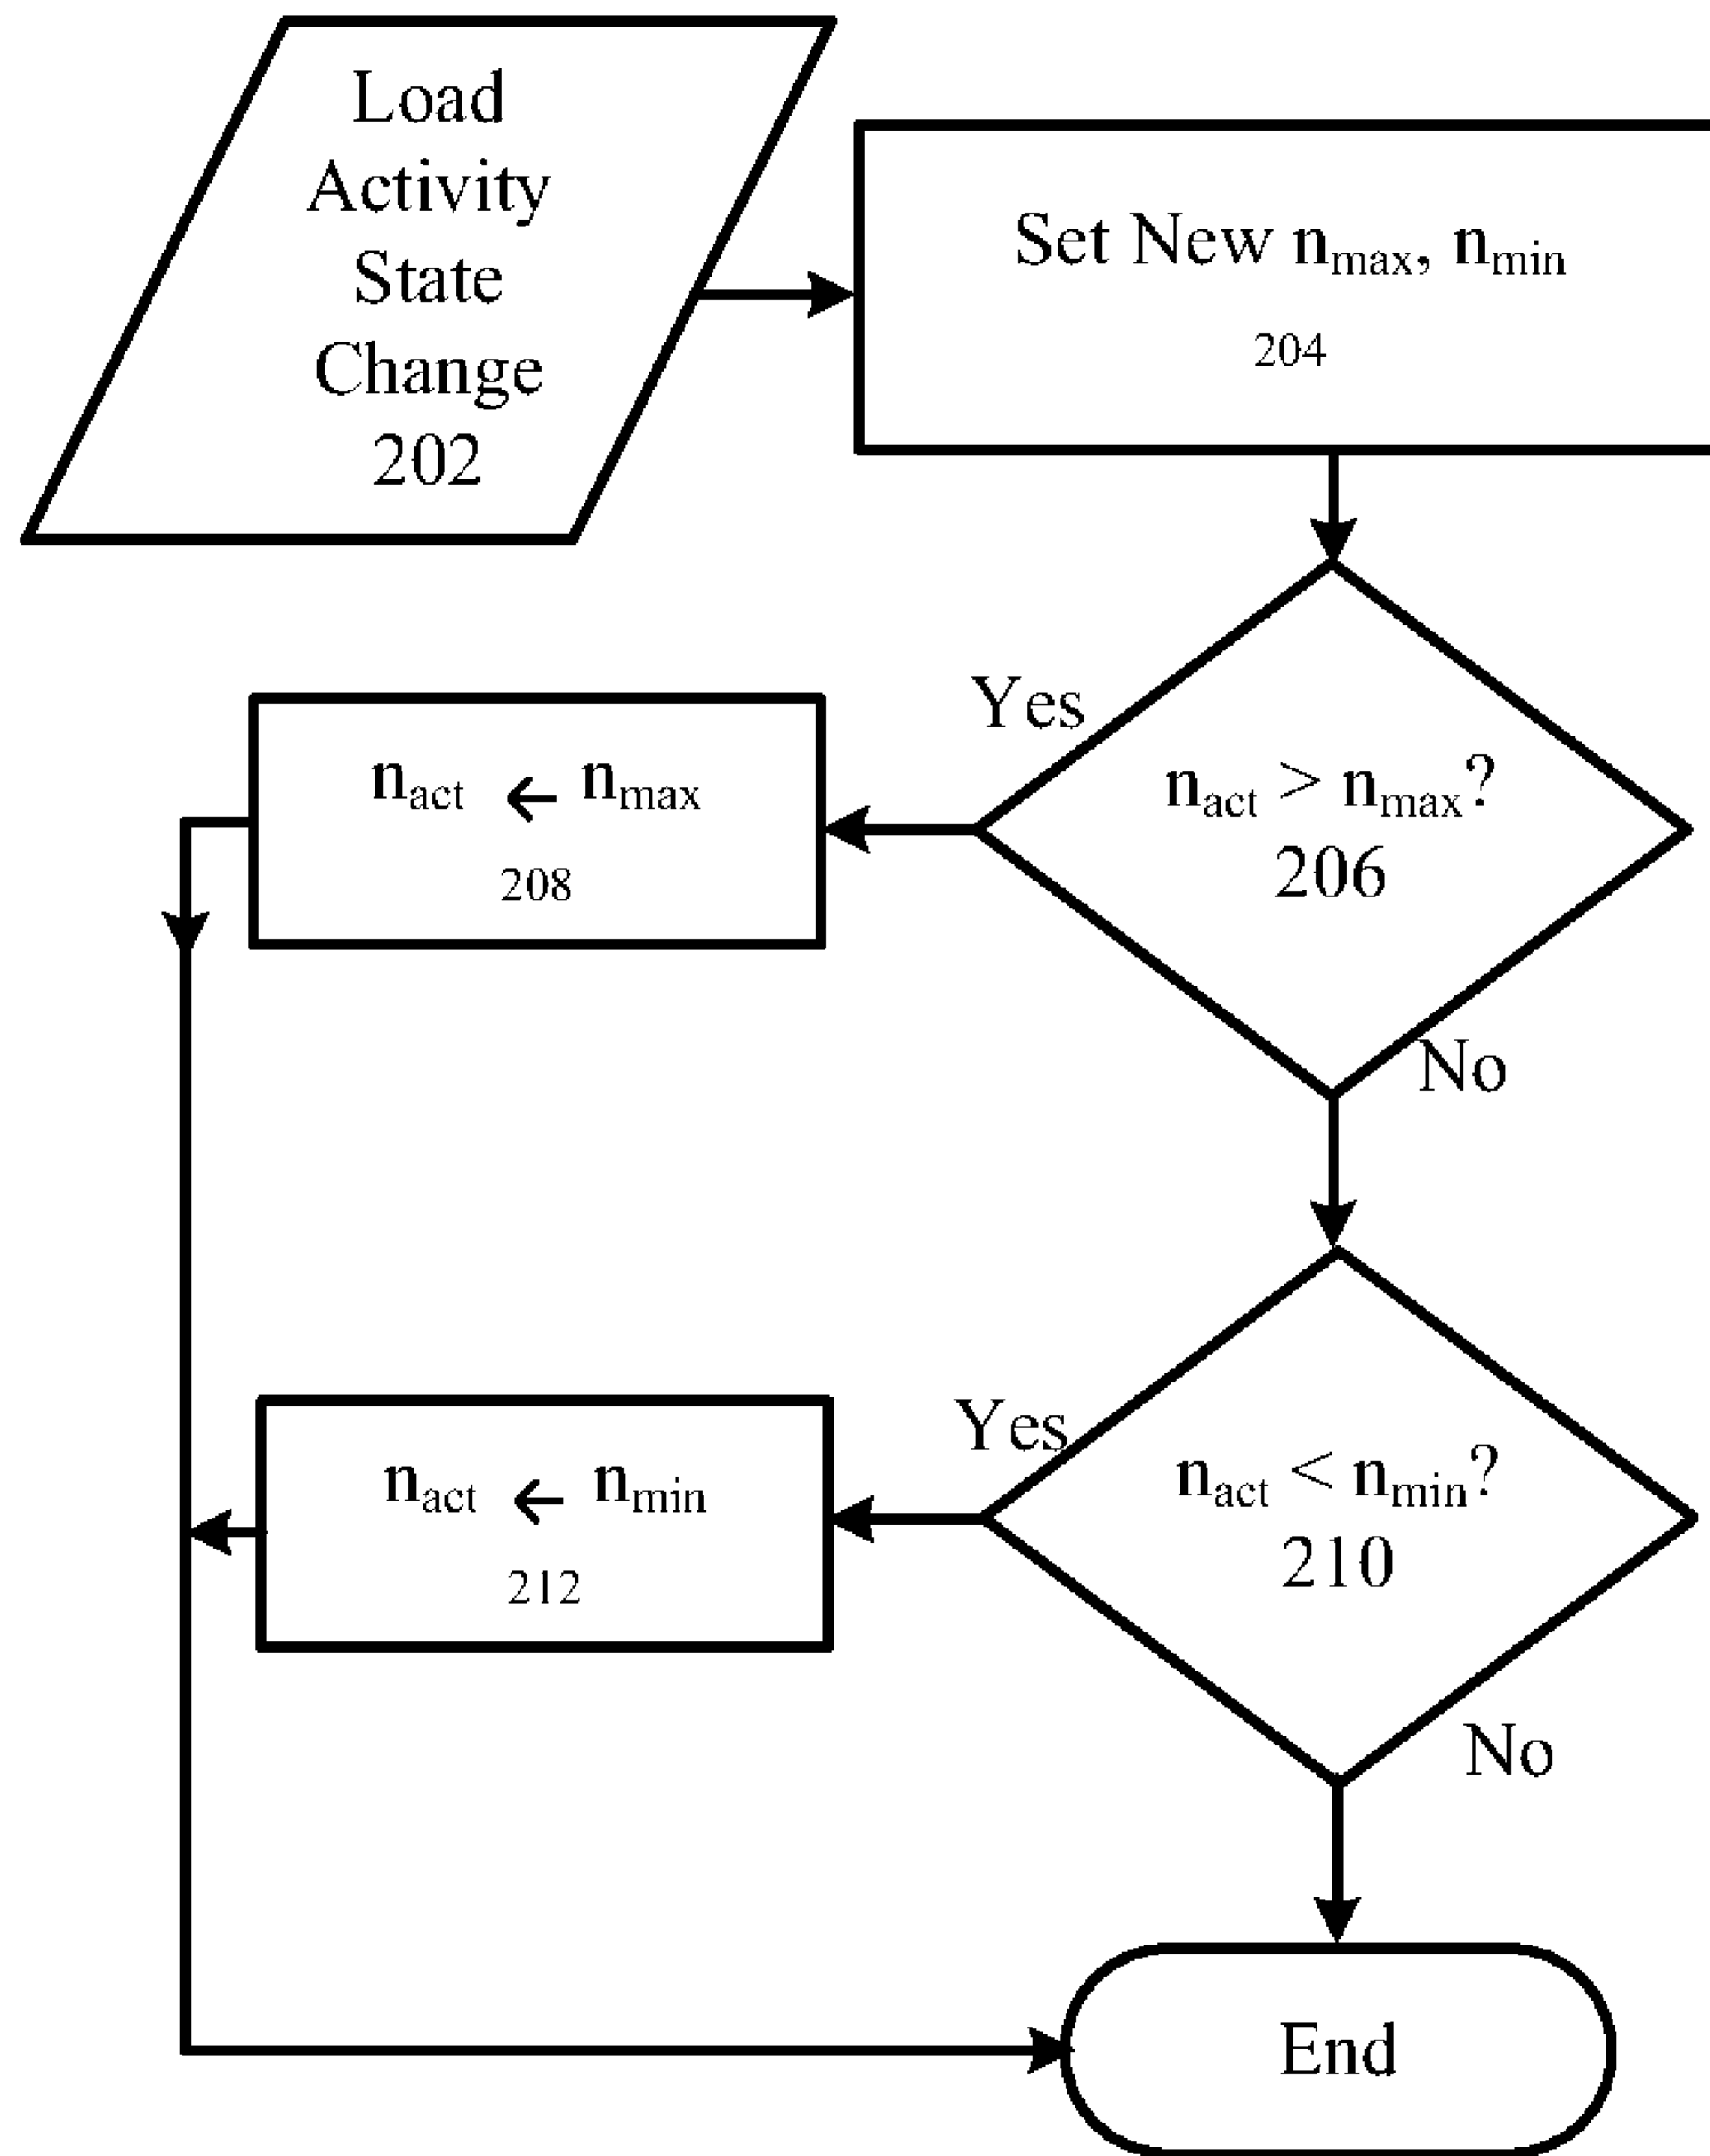 Load
Activity
State
Change
202
Set New nmax, nmin
204
Yes
nact > nmax?
206
nact ← nmax
208
No
Yes
nact < nmin?
210
nact ← nmin
212
No
End